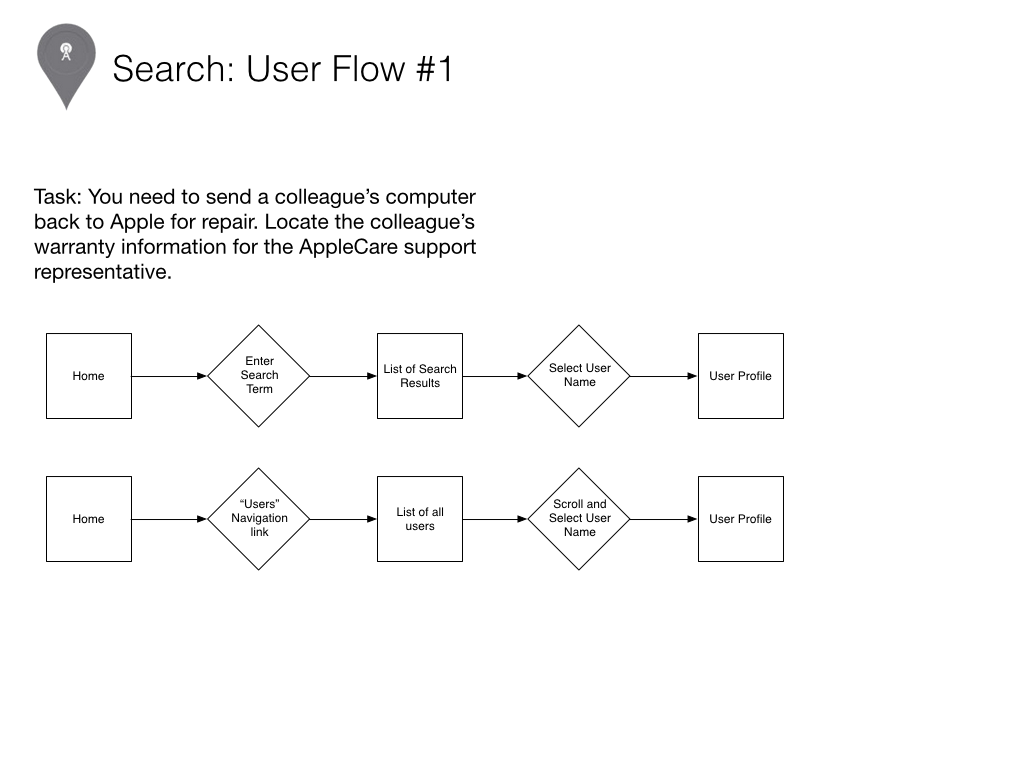 Search: User Flow #1
Task: You need to send a colleague’s computer
back to Apple for repair. Locate the colleague’s
warranty information for the AppleCare support
representative.
Home
Enter
Search
Term
List of Search
Results
Select User
Name
User Profile
Home
“Users”
Navigation
link
List of all
users
Scroll and
Select User
Name
User Profile